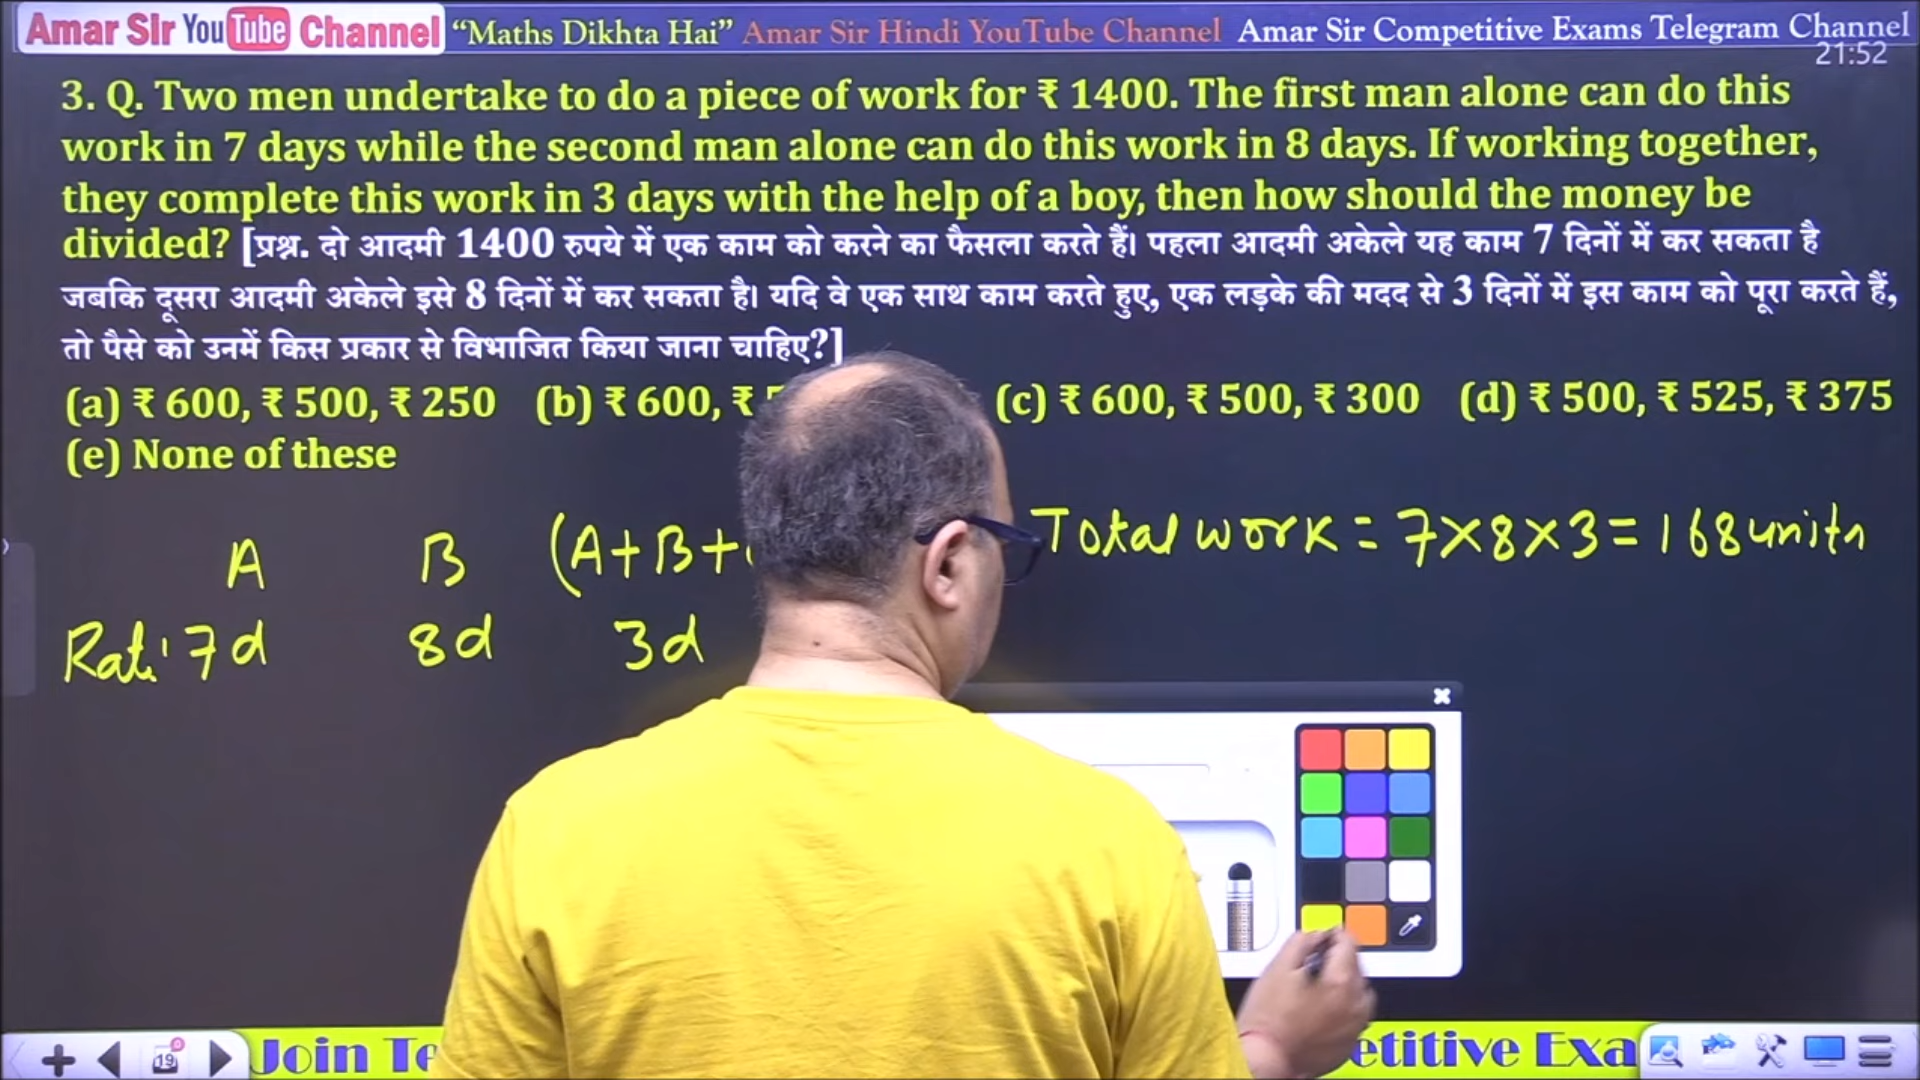 Amar Sir YouTube Channel "Maths Dikhta Hai" Amar Sir Hindi YouTube Channel Amar Sir Competitive Exams Telegram Channel
21:52
3. Q. Two men undertake to do a piece of work for ₹ 1400. The first man alone can do this
work in 7 days while the second man alone can do this work in 8 days. If working together,
they complete this work in 3 days with the help of a boy, then how should the money be
divided? [प्रश्न. दो आदमी 1400 रुपये में एक काम को करने का फैसला करते हैं। पहला आदमी अकेले यह काम 7 दिनों में कर सकता है
जबकि दूसरा आदमी अकेले इसे 8 दिनों में कर सकता है। यदि वे एक साथ काम करते हुए, एक लड़के की मदद से 3 दिनों में इस काम को पूरा करते हैं,
तो पैसे को उनमें किस प्रकार से विभाजित किया जाना चाहिए?]
(a) ₹ 600, ₹ 500, ₹ 250 (b) ₹ 600, ₹ 5 (c) ₹ 600, ₹ 500, ₹ 300 (d) ₹ 500, ₹ 525, ₹ 375
(e) None of these
A B (A+B+ Total work = 7×8×3 = 168 units
7d 8d 3d
19 Join Te etitive Exa